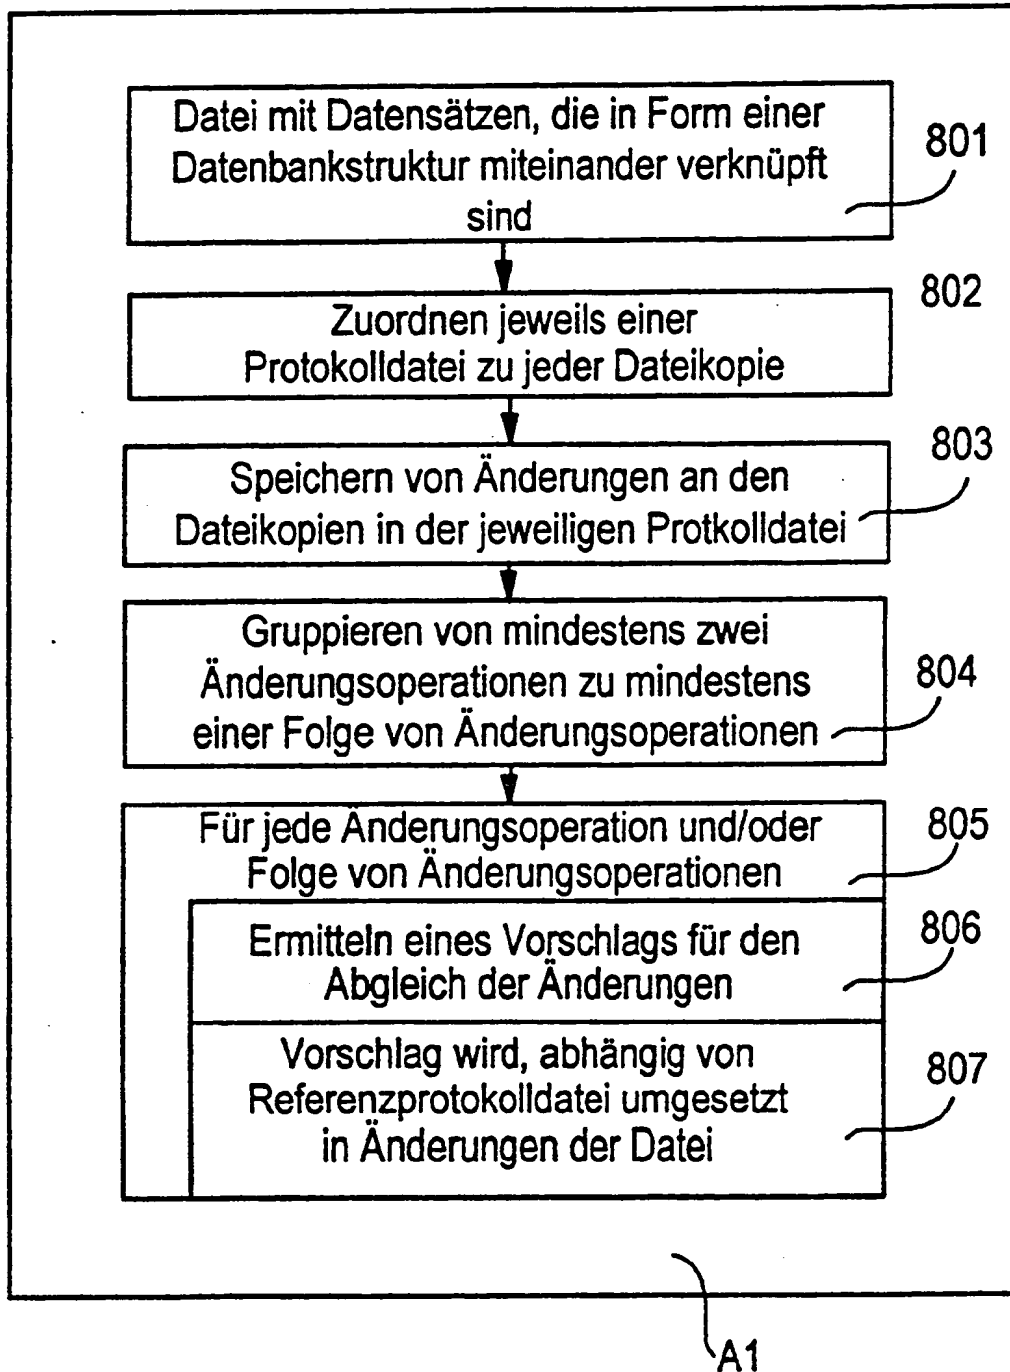 Datei mit Datensätzen, die in Form einer
Datenbankstruktur miteinander verknüpft
sind
801
Zuordnen jeweils einer
Protokolldatei zu jeder Dateikopie
802
Speichern von Änderungen an den
Dateikopien in der jeweiligen Protkolldatei
803
Gruppieren von mindestens zwei
Änderungsoperationen zu mindestens
einer Folge von Änderungsoperationen
804
Für jede Änderungsoperation und/oder
Folge von Änderungsoperationen
805
Ermitteln eines Vorschlags für den
Abgleich der Änderungen
806
Vorschlag wird, abhängig von
Referenzprotokolldatei umgesetzt
in Änderungen der Datei
807
A1